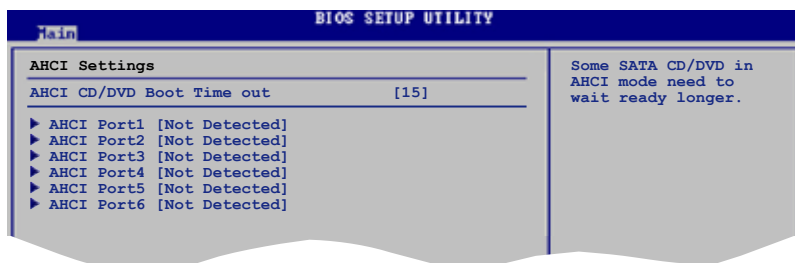 BIOS SETUP UTILITY
Main
AHCI Settings
AHCI CD/DVD Boot Time out [15]
AHCI Port1 [Not Detected]
AHCI Port2 [Not Detected]
AHCI Port3 [Not Detected]
AHCI Port4 [Not Detected]
AHCI Port5 [Not Detected]
AHCI Port6 [Not Detected]
Some SATA CD/DVD in
AHCI mode need to
wait ready longer.